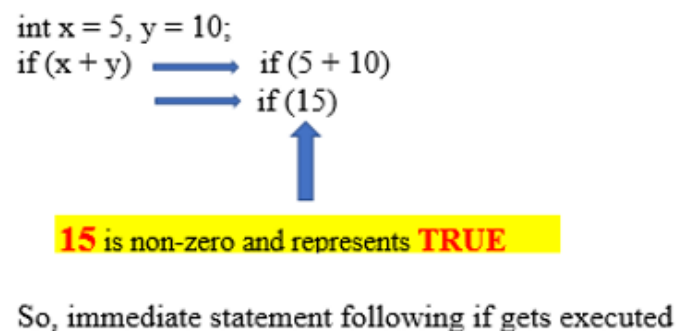 int x = 5, y = 10;
if (x + y) if (5 + 10)
if (15)
15 is non-zero and represents TRUE
So, immediate statement following if gets executed